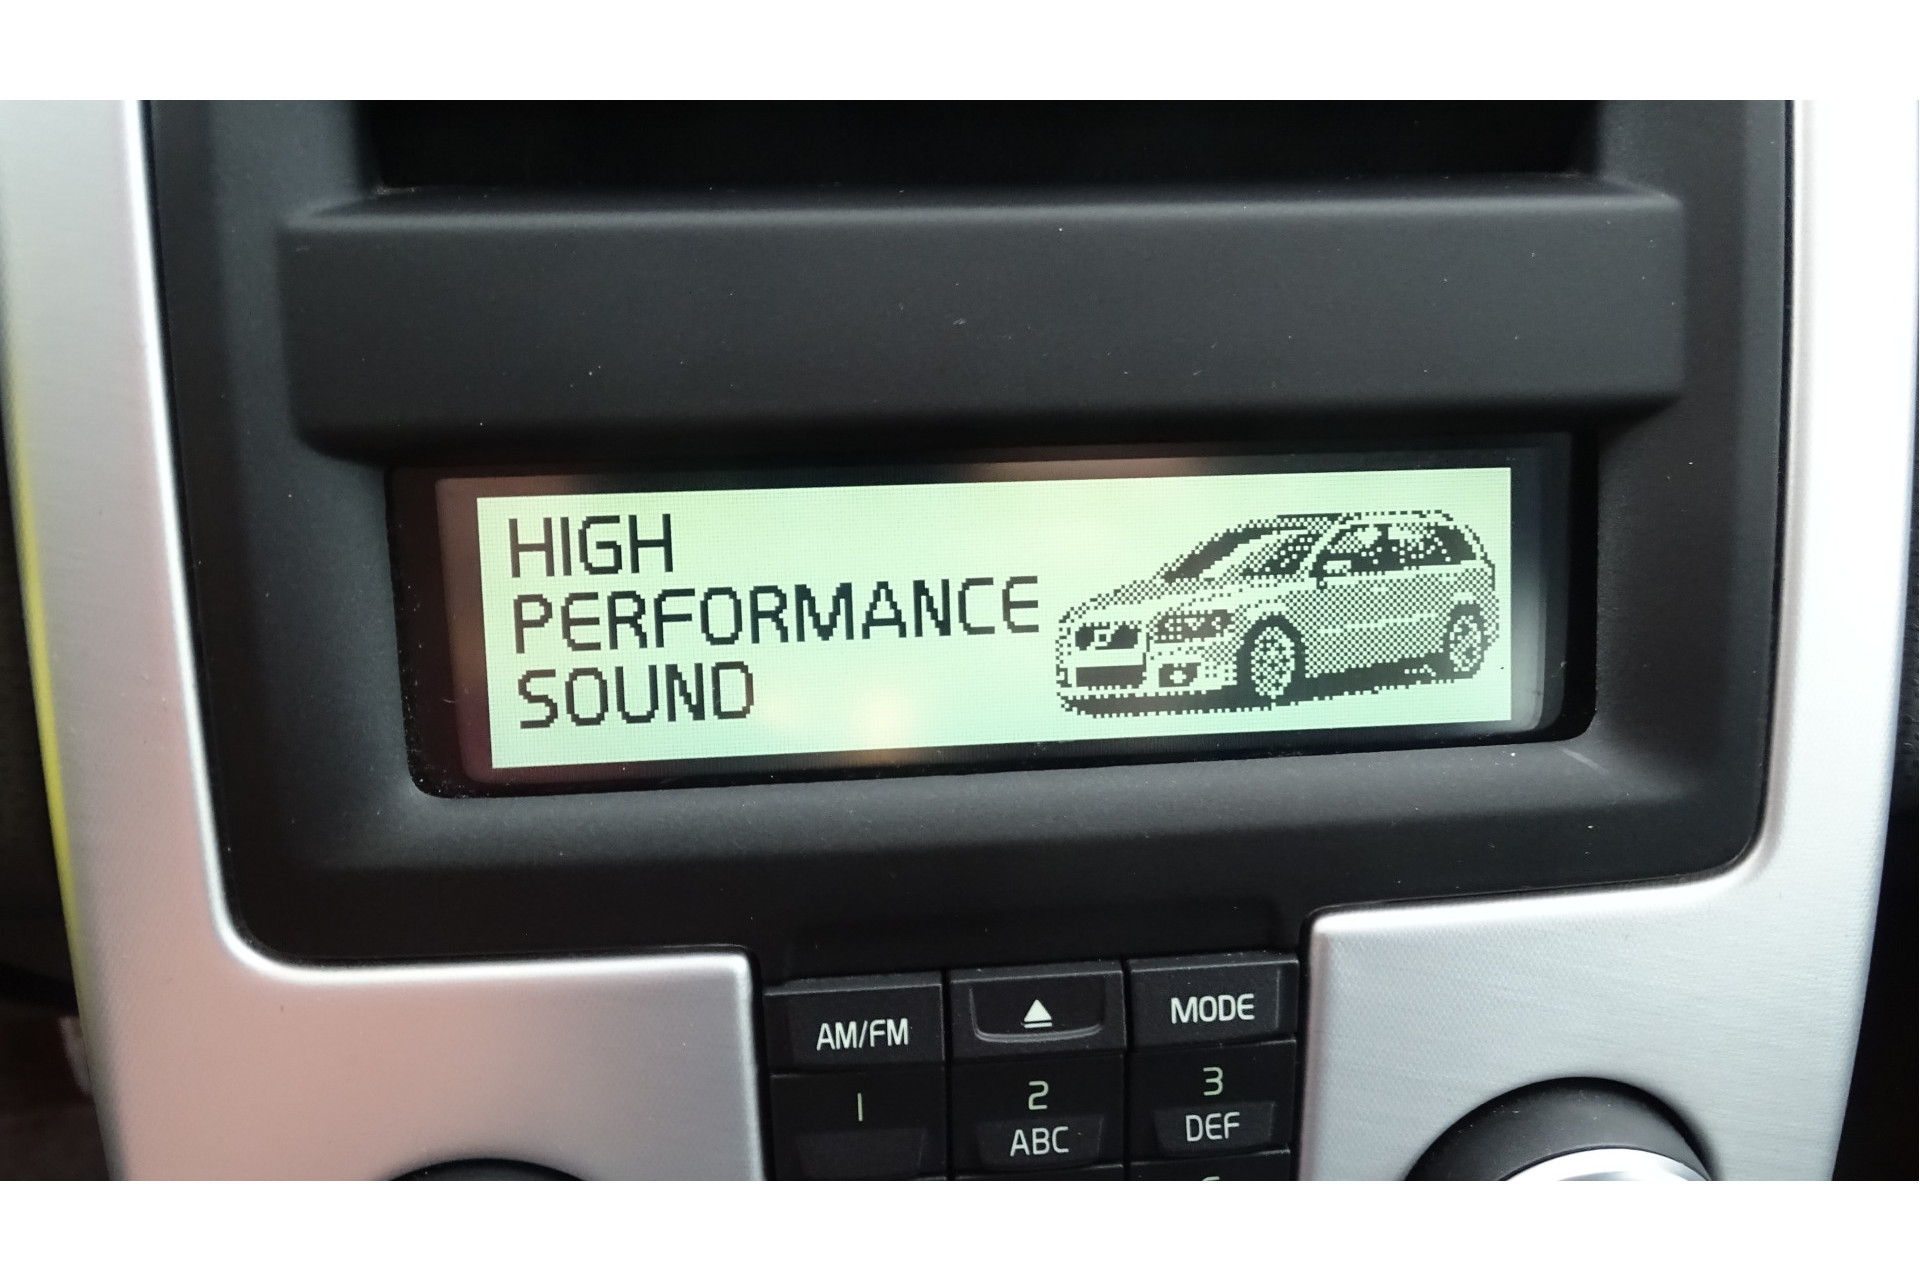 HIGH
PERFORMANCE
SOUND
AM/FM
MODE
1
2
3
ABC
DEF